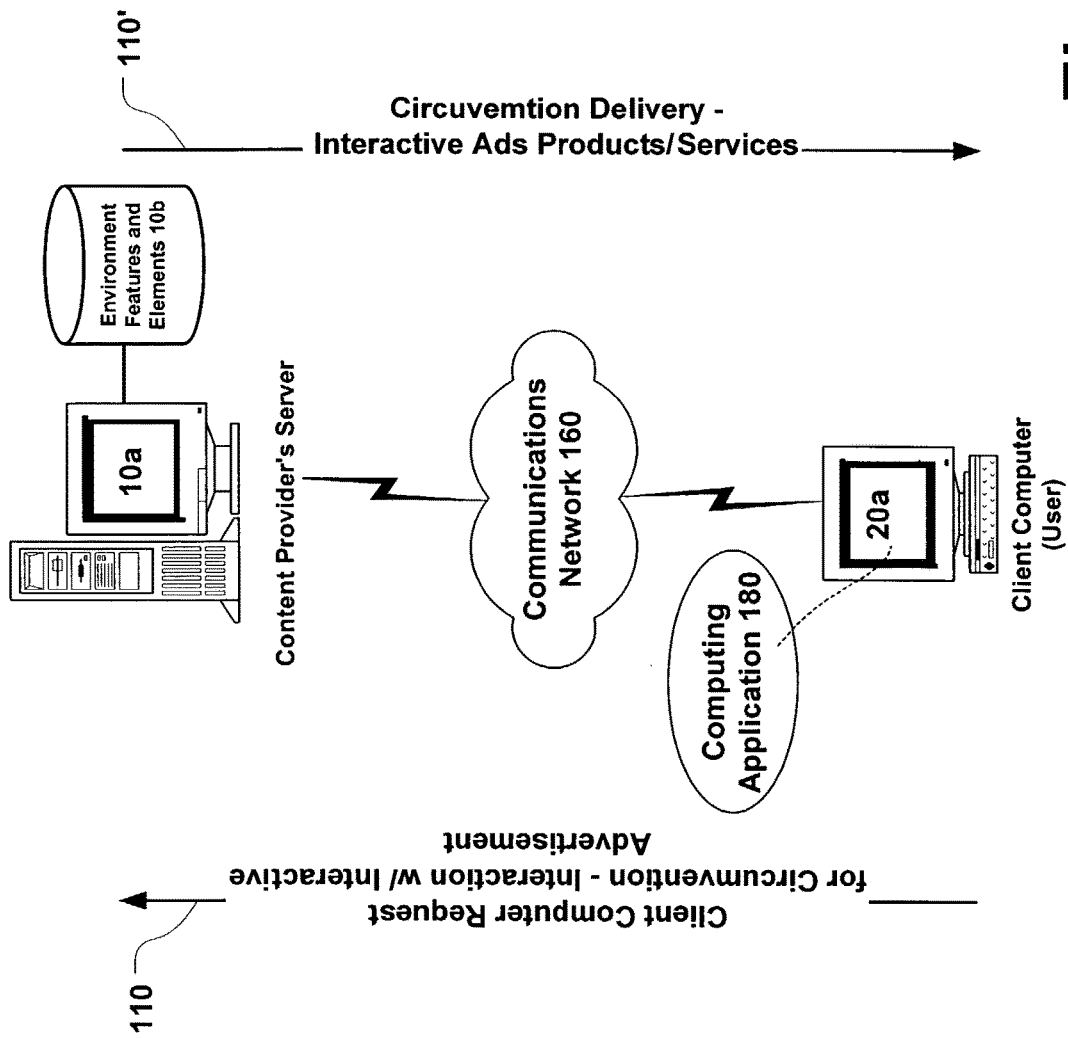 110'
Circuvemtion Delivery -
Interactive Ads Products/Services
Environment
Features and
Elements 10b
10a
Content Provider's Server
Communications
Network 160
20a
Client Computer
(User)
Computing
Application 180
Client Computer Request
for Circumvention - Interaction w/ Interactive
Advertisement
110